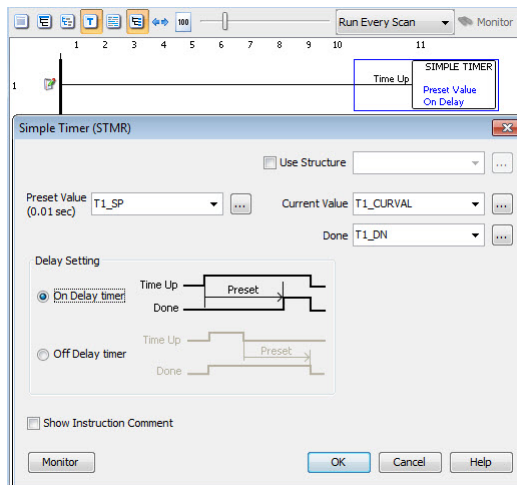 T 100 Run Every Scan Monitor
1 2 3 4 5 6 7 8 9 10 11
SIMPLE TIMER
1 Time Up
Preset Value
On Delay
Simple Timer (STMR)
Use Structure ...
Preset Value
(0.01 sec) T1_SP ... Current Value T1_CURVAL ...
Done T1_DN ...
Delay Setting
On Delay timer
Time Up
Preset
Done
Off Delay timer
Time Up
Preset
Done
Show Instruction Comment
Monitor OK Cancel Help